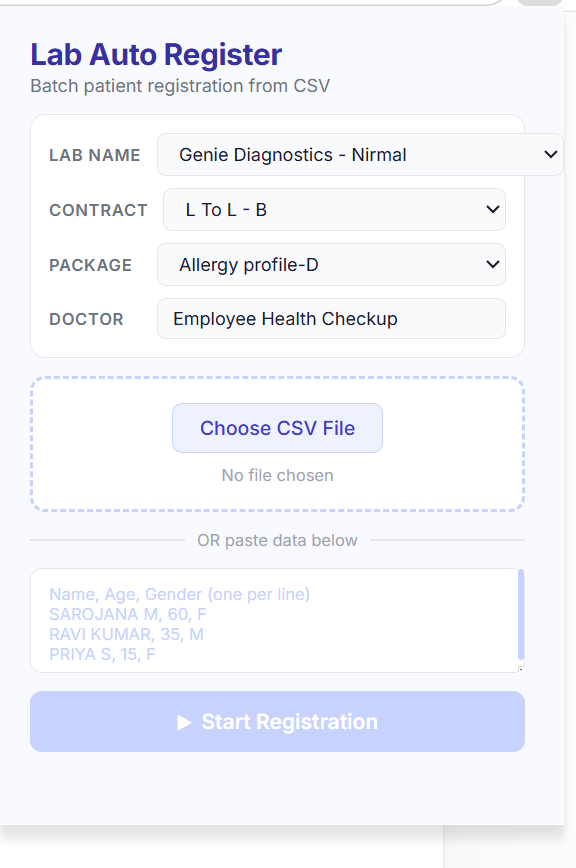 Lab Auto Register
Batch patient registration from CSV
LAB NAME Genie Diagnostics - Nirmal
CONTRACT L To L - B
PACKAGE Allergy profile-D
DOCTOR Employee Health Checkup
Choose CSV File
No file chosen
OR paste data below
Name, Age, Gender (one per line)
SAROJANA M, 60, F
RAVI KUMAR, 35, M
PRIYA S, 15, F
▶ Start Registration